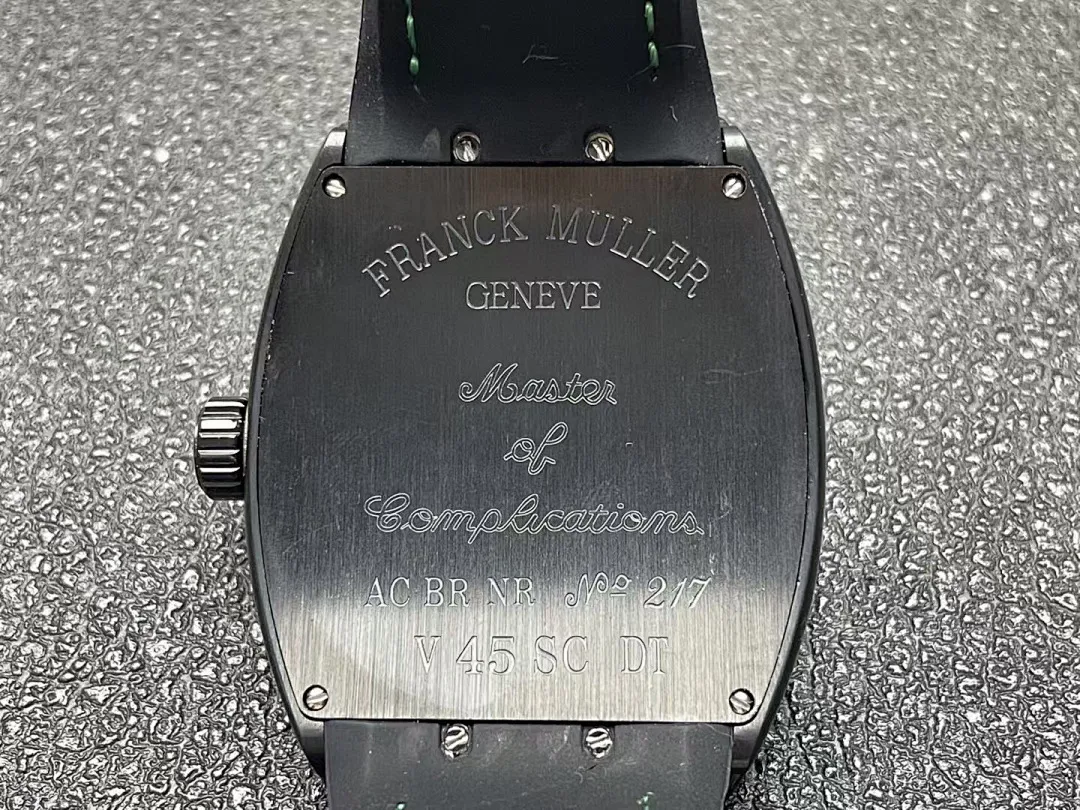 FRANCK MULLER
GENEVE
Master
of
Complications
AC BR NR Nº 217
V 45 SC DT